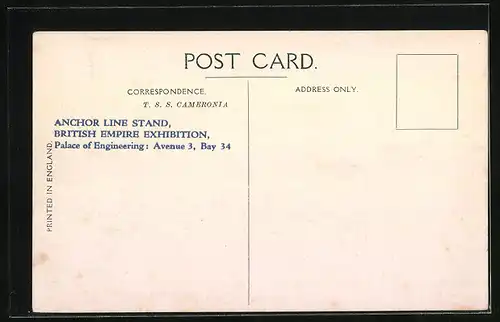 POST CARD.
CORRESPONDENCE.
ADDRESS ONLY.
T. S. S. CAMERONIA
ANCHOR LINE STAND,
BRITISH EMPIRE EXHIBITION,
Palace of Engineering: Avenue 3, Bay 34
PRINTED IN ENGLAND.